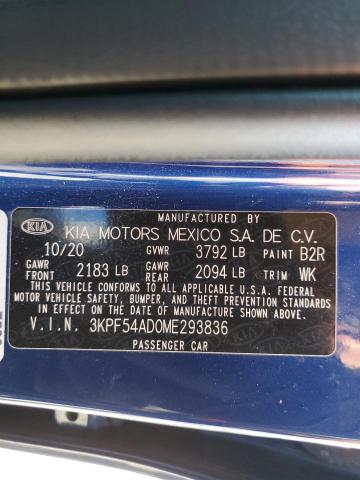 MANUFACTURED BY
KIA KIA MOTORS MEXICO S.A. DE C.V.
10/20 GVWR 3792 LB PAINT B2R
GAWR FRONT 2183 LB GAWR REAR 2094 LB TRIM WK
THIS VEHICLE CONFORMS TO ALL APPLICABLE U.S. FEDERAL
MOTOR VEHICLE SAFETY, BUMPER, AND THEFT PREVENTION
STANDARDS IN EFFECT ON THE DATE OF MANUFACTURE SHOWN
ABOVE.
V.I.N. 3KPF54AD0ME293836
PASSENGER CAR